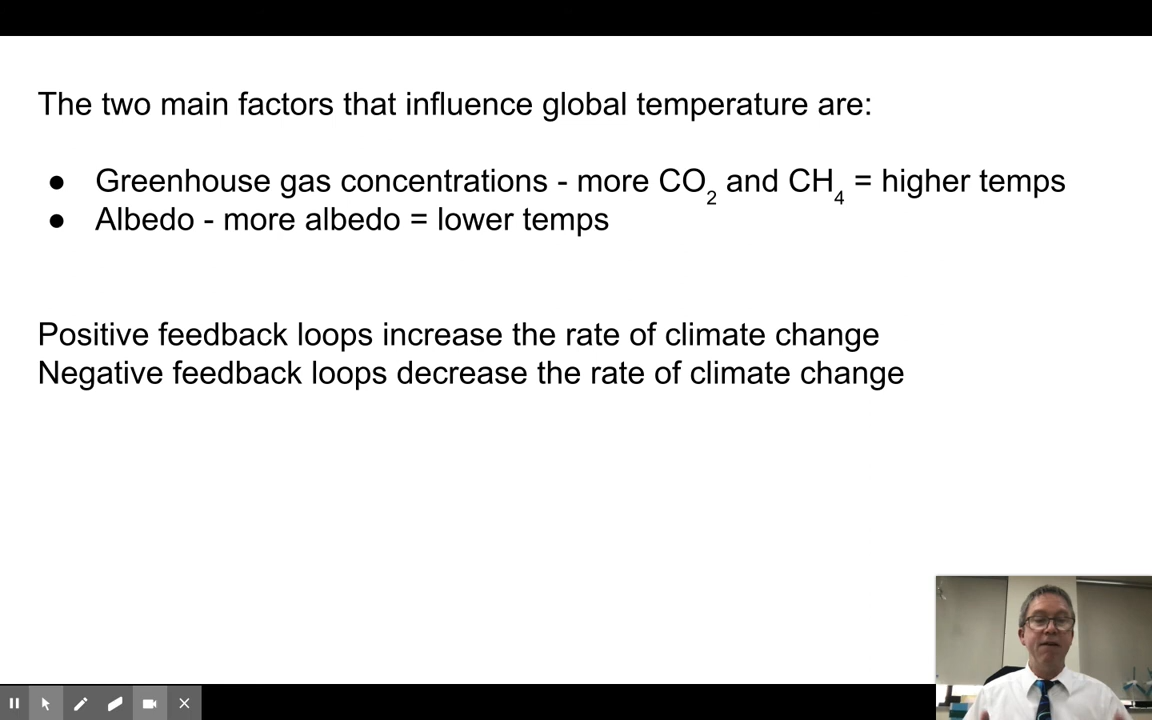 The two main factors that influence global temperature are:
● Greenhouse gas concentrations - more CO₂ and CH₄ = higher temps
● Albedo - more albedo = lower temps
Positive feedback loops increase the rate of climate change
Negative feedback loops decrease the rate of climate change